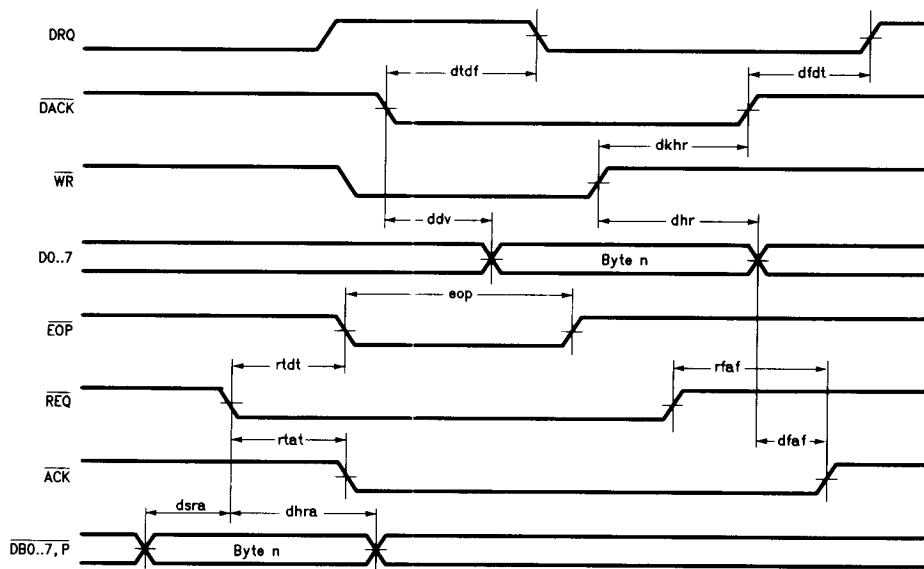 DRQ
dtdf
dfdt
DACK
dkhr
WR
ddv
dhr
D0..7
Byte n
eop
EOP
rtdt
rfaf
REQ
rtat
dfaf
ACK
dsra
dhra
DB0..7,P
Byte n